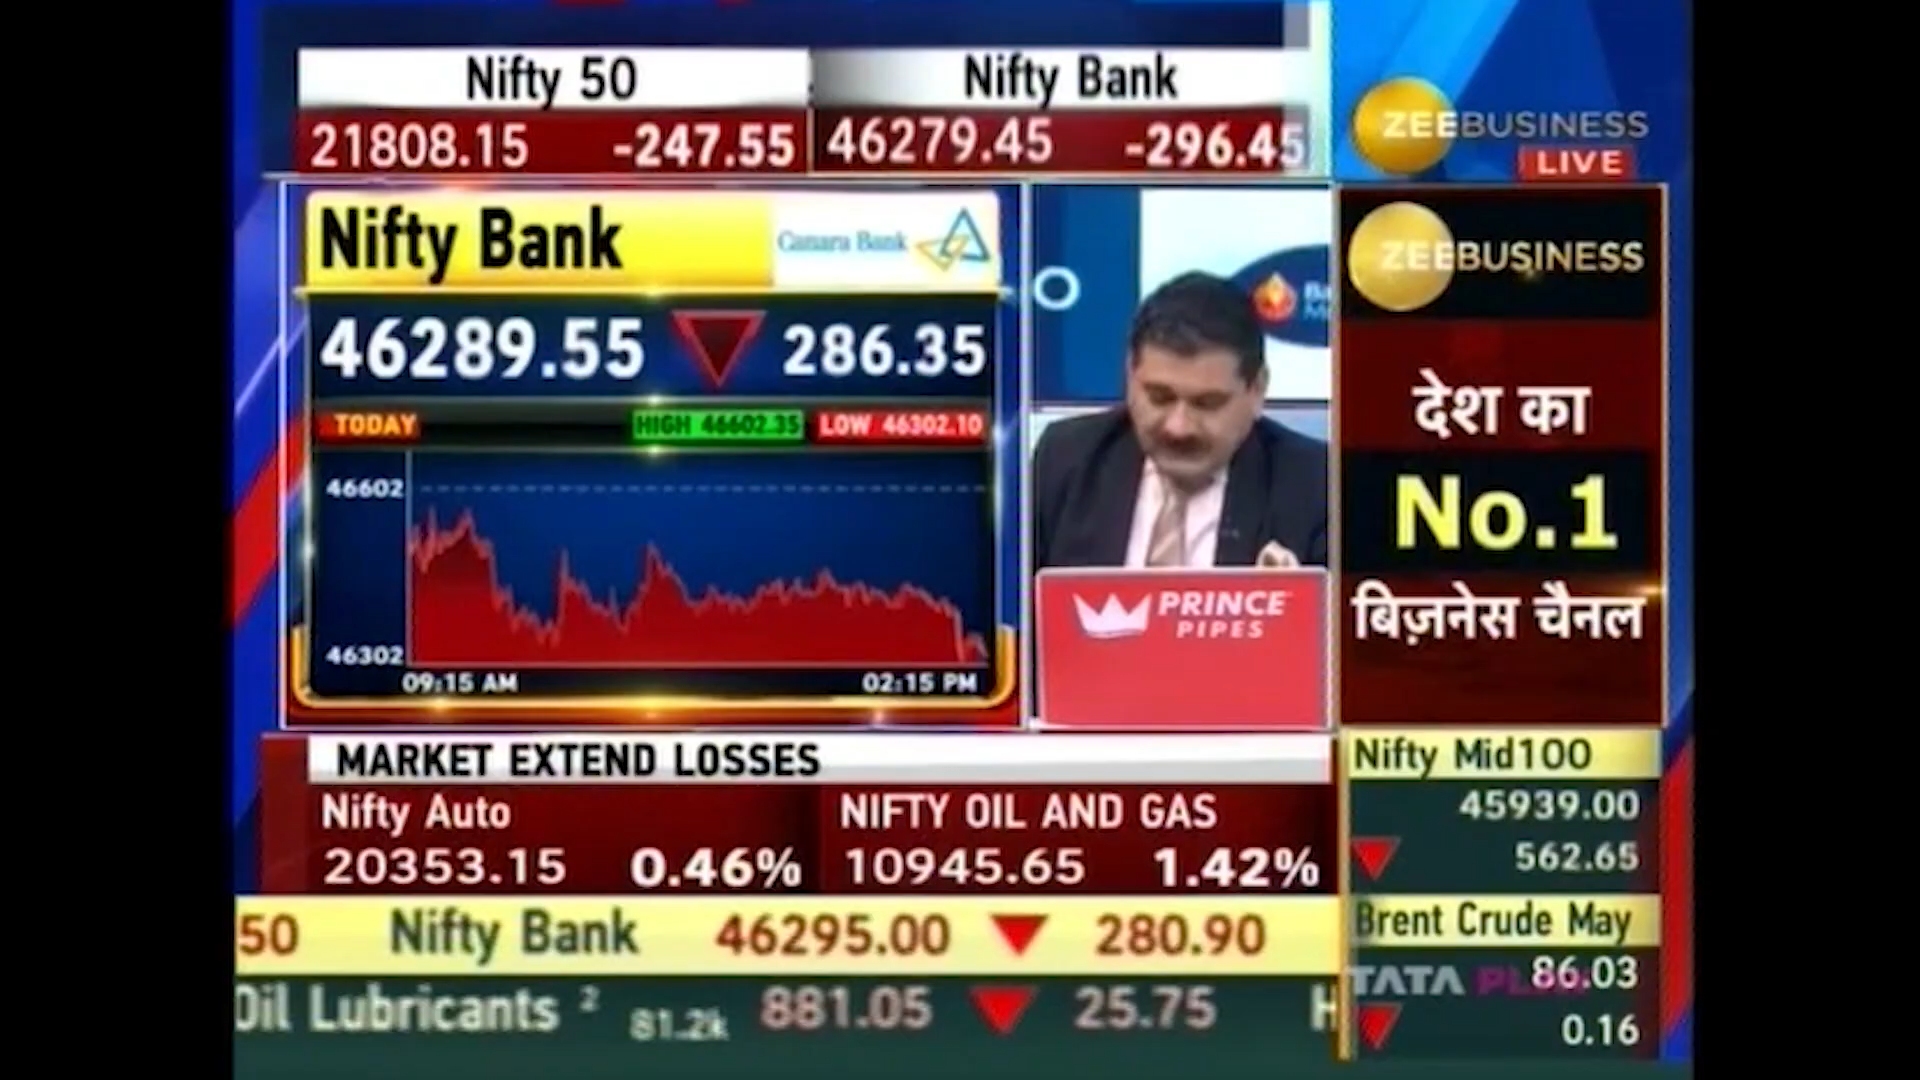 Nifty 50
Nifty Bank
21808.15 -247.55
46279.45 -296.45
ZEEBUSINESS
LIVE
Nifty Bank
Canara Bank
46289.55 286.35
TODAY HIGH 46602.35 LOW 46302.10
46602
46302
09:15 AM 02:15 PM
PRINCE
PIPES
ZEEBUSINESS
देश का
No.1
बिज़नेस चैनल
MARKET EXTEND LOSSES
Nifty Auto
20353.15 0.46%
NIFTY OIL AND GAS
10945.65 1.42%
Nifty Mid100
45939.00
562.65
Brent Crude May
86.03
0.16
TATA PLAY
50 Nifty Bank 46295.00 280.90
Oil Lubricants ² 81.2k 881.05 25.75 H